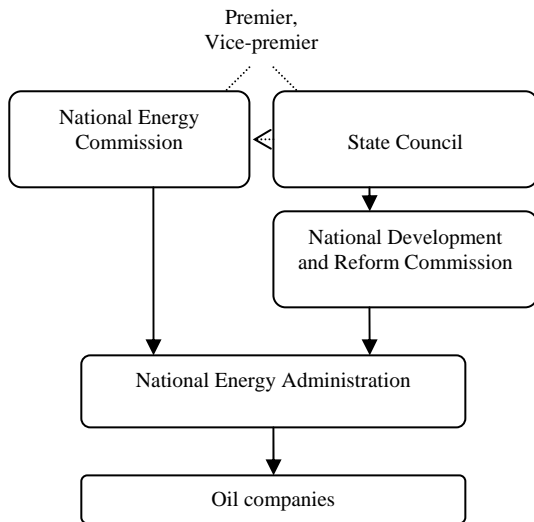 Premier,
Vice-premier
National Energy
Commission
State Council
National Development
and Reform Commission
National Energy Administration
Oil companies